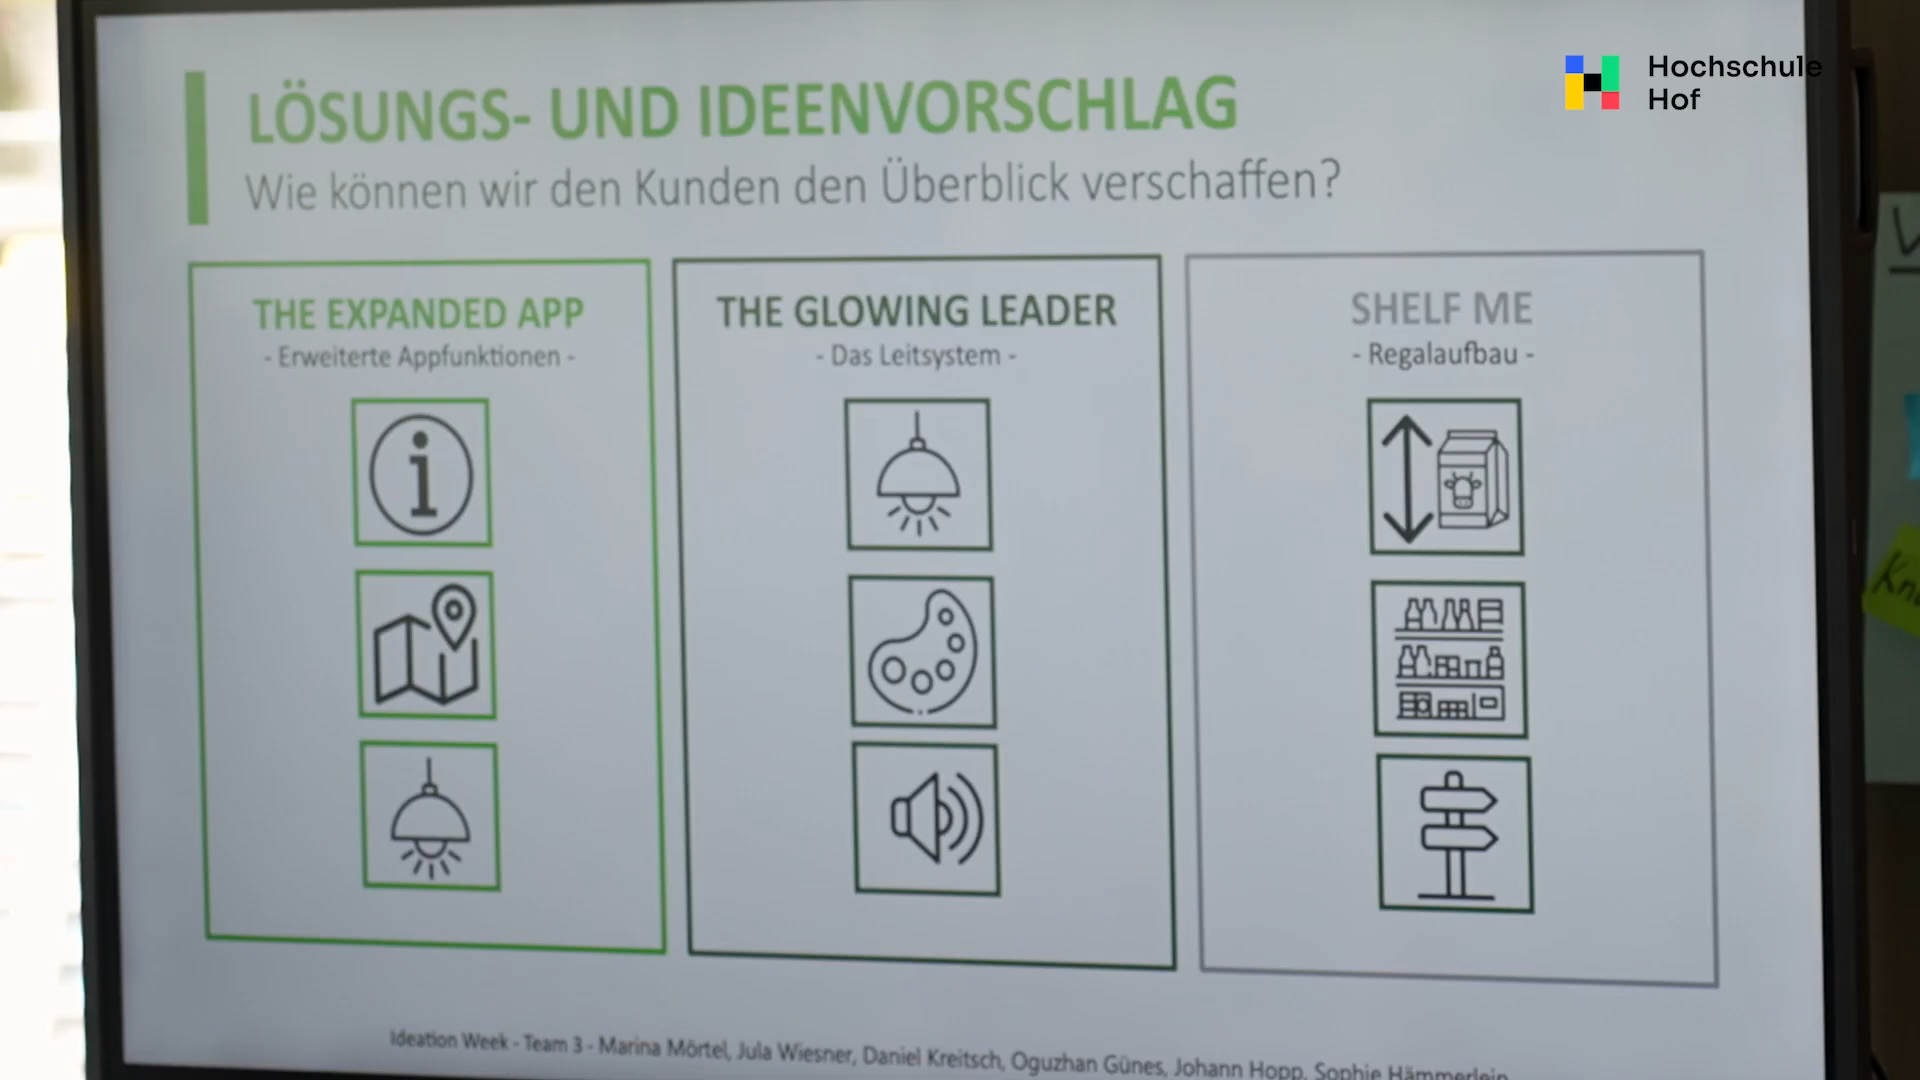 Hochschule
Hof
LÖSUNGS- UND IDEENVORSCHLAG
Wie können wir den Kunden den Überblick verschaffen?
THE EXPANDED APP
- Erweiterte Appfunktionen -
THE GLOWING LEADER
- Das Leitsystem -
SHELF ME
- Regalaufbau -
Ideation Week - Team 3 - Marina Mörtel, Jula Wiesner, Daniel Kreitsch, Oguzhan Günes, Johann Hopp, Sophie Hämmerlein